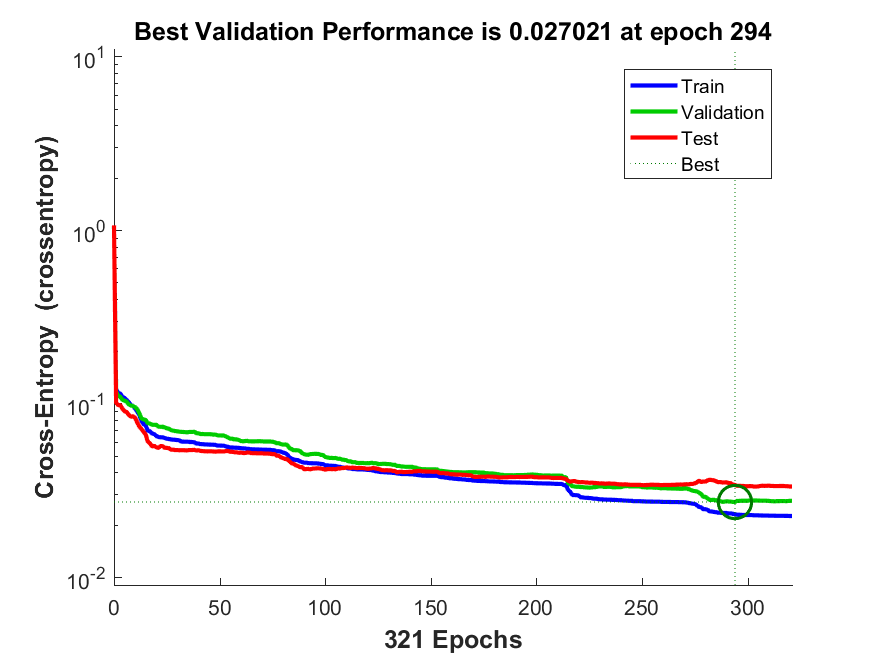 Best Validation Performance is 0.027021 at epoch 294
Cross-Entropy (crossentropy)
10^1
10^0
10^-1
10^-2
Train
Validation
Test
Best
0 50 100 150 200 250 300
321 Epochs